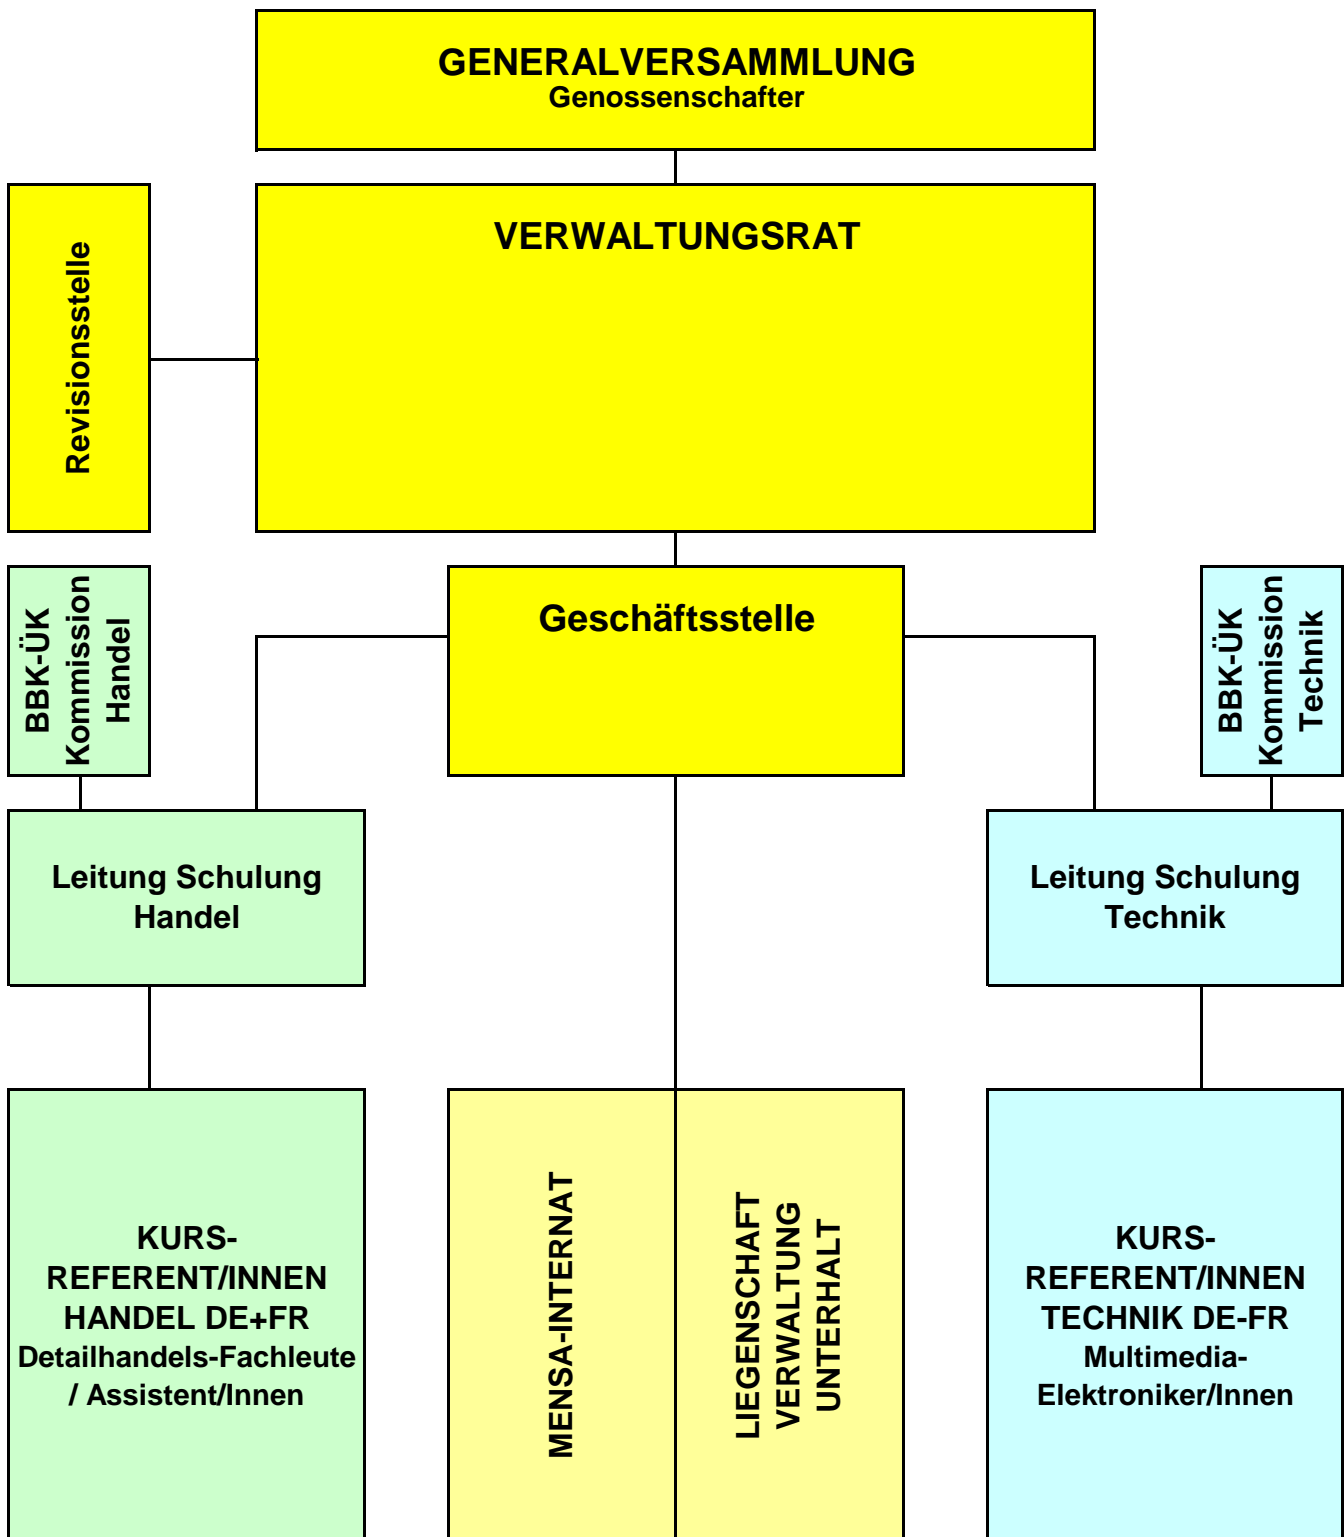 GENERALVERSAMMLUNG
Genossenschafter
Revisionsstelle
VERWALTUNGSRAT
BBK-ÜK
Kommission
Handel
Geschäftsstelle
BBK-ÜK
Kommission
Technik
Leitung Schulung
Handel
Leitung Schulung
Technik
KURS-
REFERENT/INNEN
HANDEL DE+FR
Detailhandels-Fachleute
/ Assistent/Innen
MENSA-INTERNAT
LIEGENSCHAFT
VERWALTUNG
UNTERHALT
KURS-
REFERENT/INNEN
TECHNIK DE-FR
Multimedia-
Elektroniker/Innen